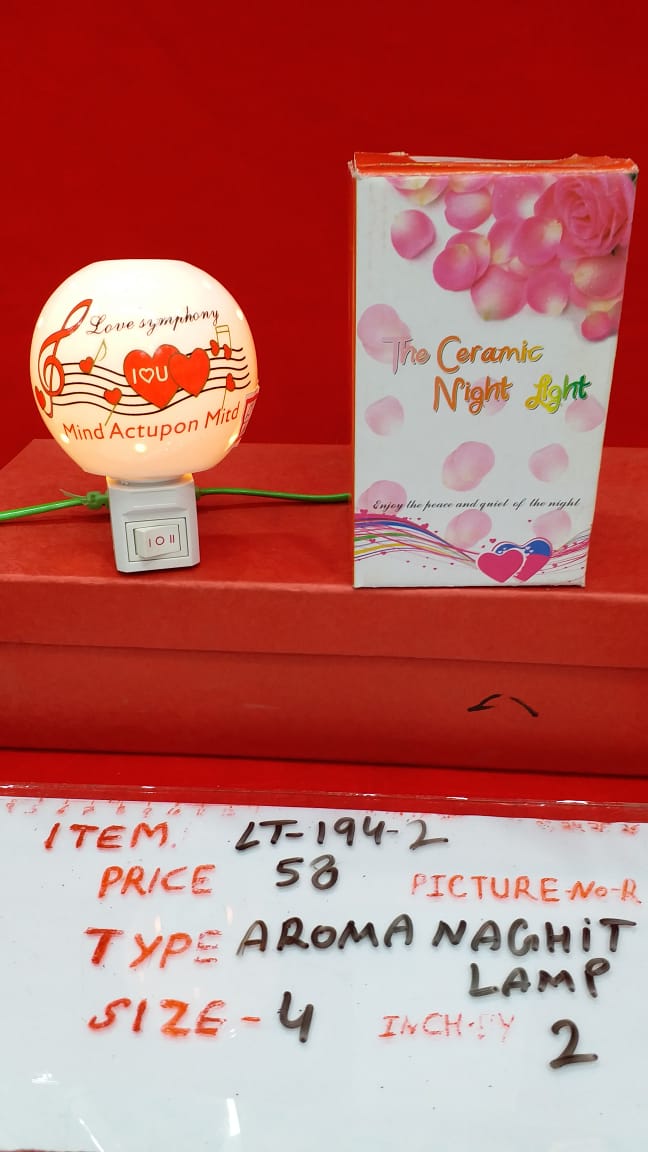 Love symphony
I♡U
Mind Actupon Mitd
I O II
The Ceramic
Night Light
Enjoy the peace and quiet of the night
ITEM. LT-194-2
PRICE 58
PICTURE-No-R
TYPE AROMA NAGHIT
LAMP
SIZE - 4 INCH-BY 2